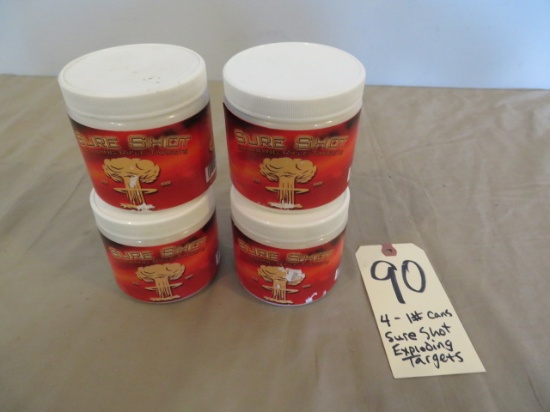 SURE SHOT
SURE SHOT
SURE SHOT
SURE SHOT
90
4 - 1# cans
Sure Shot
Exploding
Targets